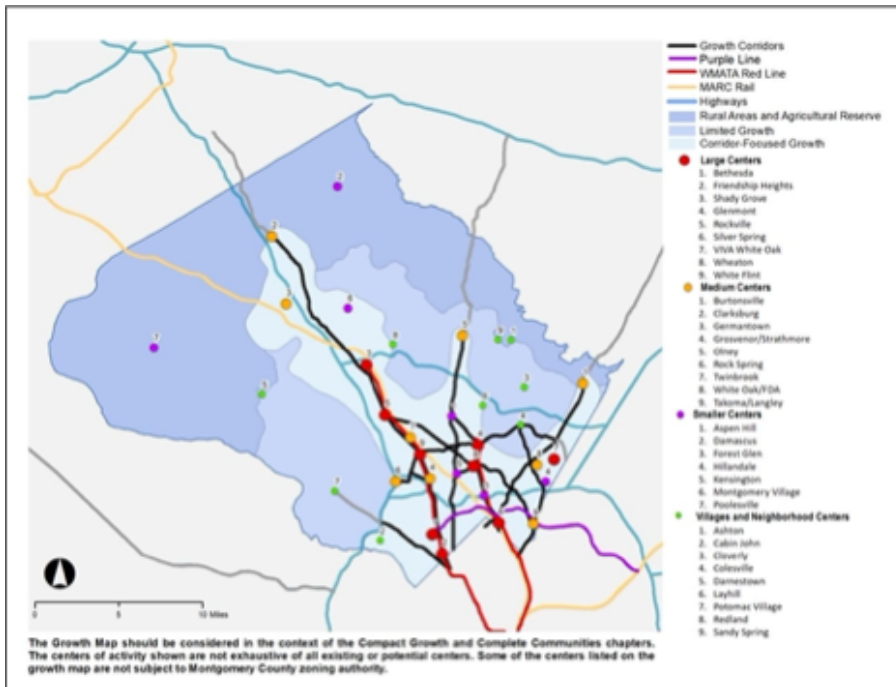 Growth Corridors
Purple Line
WMATA Red Line
MARC Rail
Highways
Rural Areas and Agricultural Reserve
Limited Growth
Corridor-Focused Growth
Large Centers
1. Bethesda
2. Friendship Heights
3. Shady Grove
4. Glenmont
5. Rockville
6. Silver Spring
7. VIVA White Oak
8. Wheaton
9. White Flint
Medium Centers
1. Burtonsville
2. Clarksburg
3. Germantown
4. Grosvenor/Strathmore
5. Olney
6. Rock Spring
7. Twinbrook
8. White Oak/FDA
9. Takoma/Langley
Smaller Centers
1. Aspen Hill
2. Damascus
3. Forest Glen
4. Hillandale
5. Kensington
6. Montgomery Village
7. Poolesville
Villages and Neighborhood Centers
1. Ashton
2. Cabin John
3. Cloverly
4. Colesville
5. Darnestown
6. Layhill
7. Potomac Village
8. Redland
9. Sandy Spring
0 5 10 Miles
The Growth Map should be considered in the context of the Compact Growth and Complete Communities chapters.
The centers of activity shown are not exhaustive of all existing or potential centers. Some of the centers listed on the
growth map are not subject to Montgomery County zoning authority.